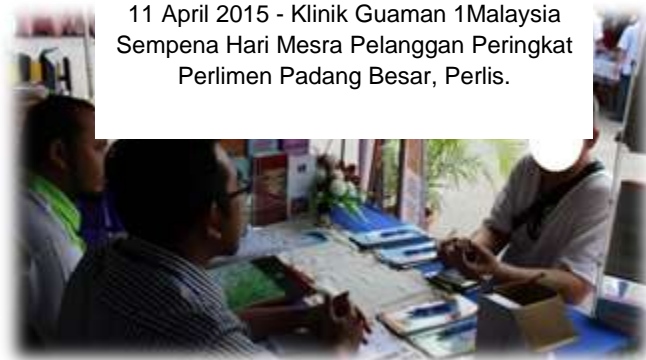 11 April 2015 - Klinik Guaman 1Malaysia
Sempena Hari Mesra Pelanggan Peringkat
Perlimen Padang Besar, Perlis.